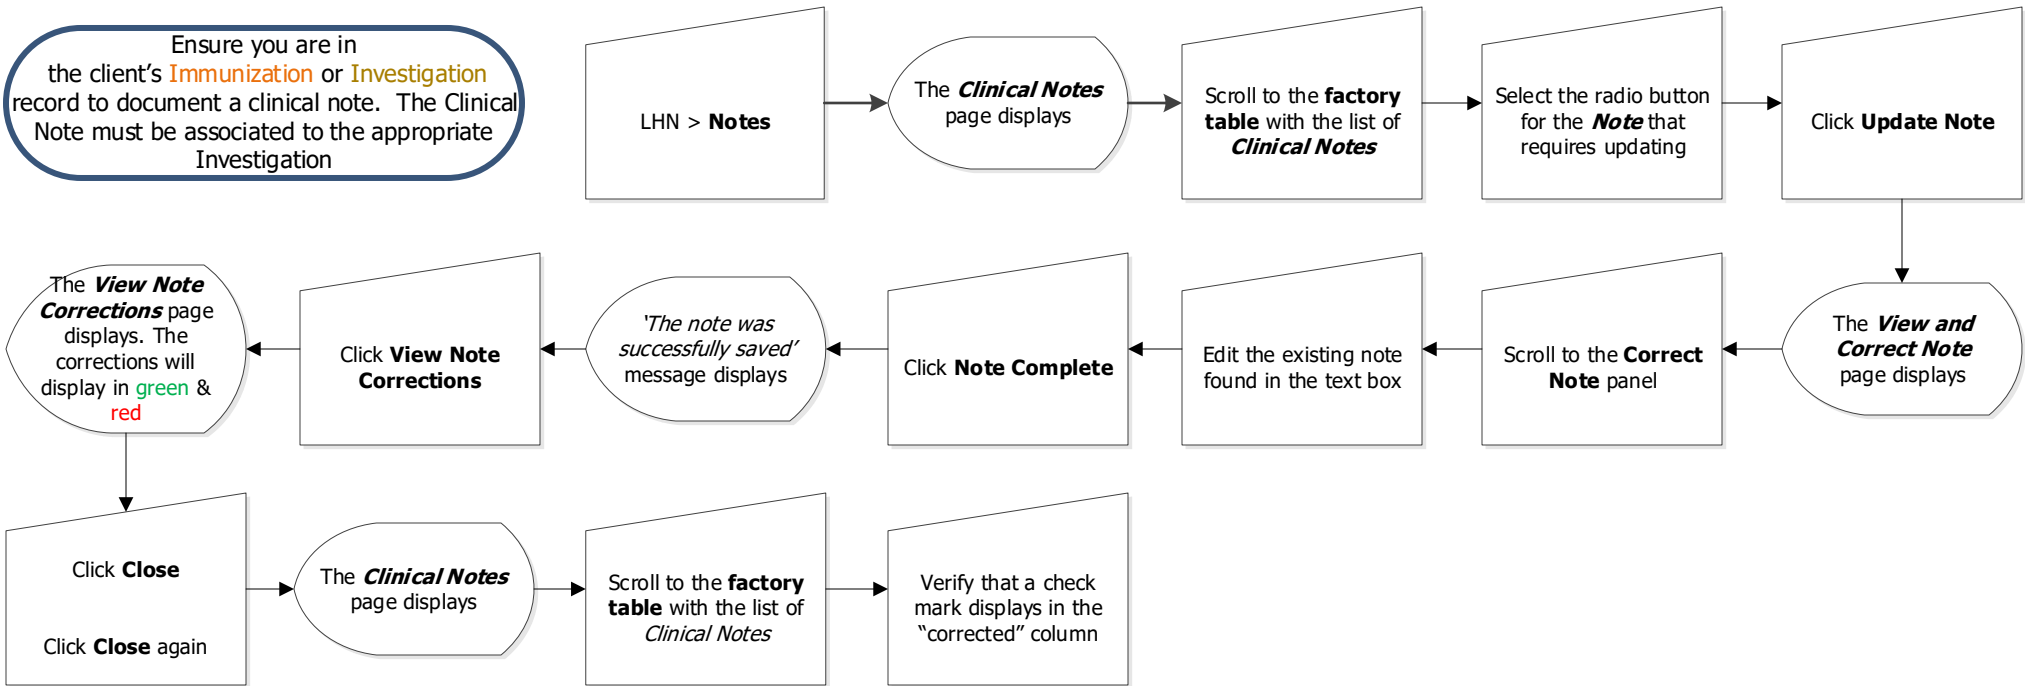 Ensure you are in
the client's Immunization or Investigation
record to document a clinical note.  The Clinical
Note must be associated to the appropriate
Investigation
LHN > Notes
The Clinical Notes
page displays
Scroll to the factory
table with the list of
Clinical Notes
Select the radio button
for the Note that
requires updating
Click Update Note
The View and
Correct Note
page displays
Scroll to the Correct
Note panel
Edit the existing note
found in the text box
Click Note Complete
‘The note was
successfully saved’
message displays
Click View Note
Corrections
The View Note
Corrections page
displays.  The
corrections will
display in green &
red
Click Close
Click Close again
The Clinical Notes
page displays
Scroll to the factory
table with the list of
Clinical Notes
Verify that a check
mark displays in the
“corrected” column